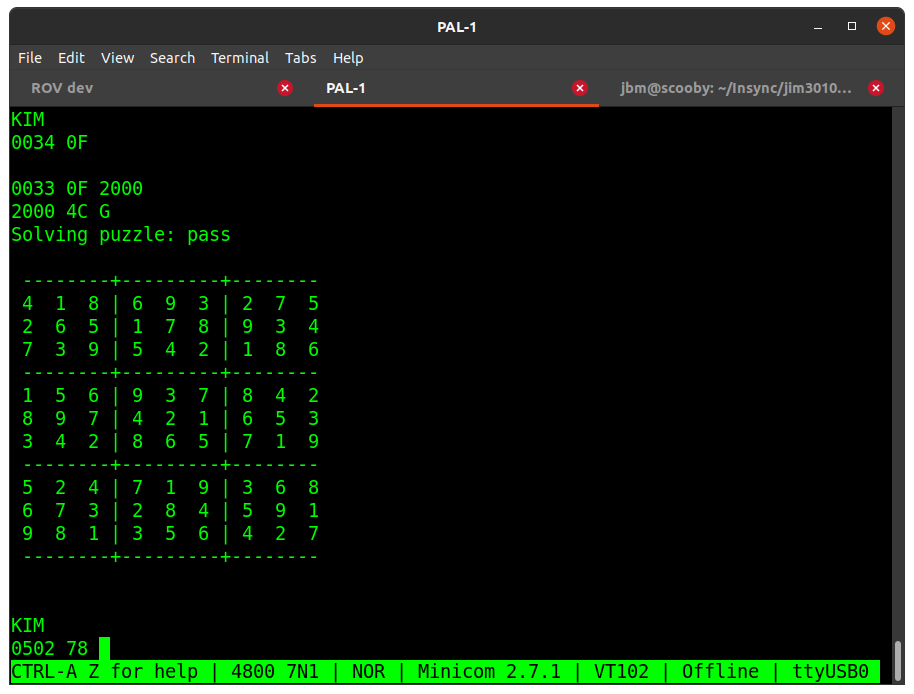 PAL-1
File Edit View Search Terminal Tabs Help
ROV dev PAL-1 jbm@scooby: ~/Insync/jim3010...
KIM
0034 0F
0033 0F 2000
2000 4C G
Solving puzzle: pass
--------+---------+--------
4 1 8 | 6 9 3 | 2 7 5
2 6 5 | 1 7 8 | 9 3 4
7 3 9 | 5 4 2 | 1 8 6
--------+---------+--------
1 5 6 | 9 3 7 | 8 4 2
8 9 7 | 4 2 1 | 6 5 3
3 4 2 | 8 6 5 | 7 1 9
--------+---------+--------
5 2 4 | 7 1 9 | 3 6 8
6 7 3 | 2 8 4 | 5 9 1
9 8 1 | 3 5 6 | 4 2 7
--------+---------+--------
KIM
0502 78
CTRL-A Z for help | 4800 7N1 | NOR | Minicom 2.7.1 | VT102 | Offline | ttyUSB0